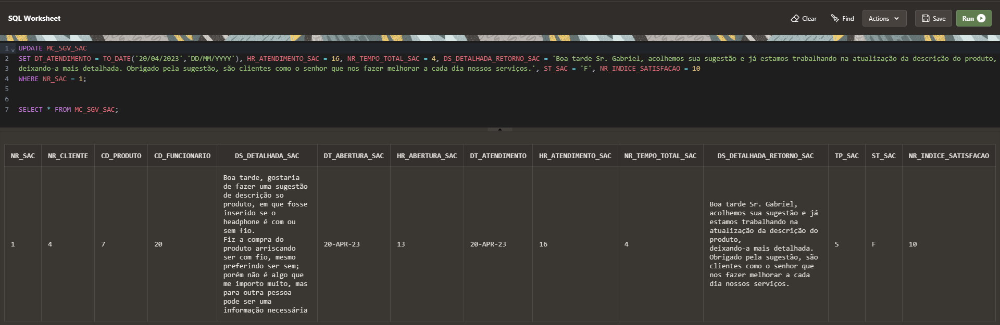 SQL Worksheet
Clear
Find
Actions
Save
Run
1 UPDATE MC_SGV_SAC
2 SET DT_ATENDIMENTO = TO_DATE('20/04/2023','DD/MM/YYYY'), HR_ATENDIMENTO_SAC = 16, NR_TEMPO_TOTAL_SAC = 4, DS_DETALHADA_RETORNO_SAC = 'Boa tarde Sr. Gabriel, acolhemos sua sugestão e já estamos trabalhando na atualização da descrição do produto,
3 deixando-a mais detalhada. Obrigado pela sugestão, são clientes como o senhor que nos fazer melhorar a cada dia nossos serviços.', ST_SAC = 'F', NR_INDICE_SATISFACAO = 10
4 WHERE NR_SAC = 1;
5
6
7 SELECT * FROM MC_SGV_SAC;
NR_SAC NR_CLIENTE CD_PRODUTO CD_FUNCIONARIO DS_DETALHADA_SAC DT_ABERTURA_SAC HR_ABERTURA_SAC DT_ATENDIMENTO HR_ATENDIMENTO_SAC NR_TEMPO_TOTAL_SAC DS_DETALHADA_RETORNO_SAC TP_SAC ST_SAC NR_INDICE_SATISFACAO
1
4
7
20
Boa tarde, gostaria
de fazer uma sugestão
de descrição so
produto, em que fosse
inserido se o
headphone é com ou
sem fio.
Fiz a compra do
produto arriscando
ser com fio, mesmo
preferindo ser sem;
porém não é algo que
me importo muito, mas
para outra pessoa
pode ser uma
informação necessária
20-APR-23
13
20-APR-23
16
4
Boa tarde Sr. Gabriel,
acolhemos sua sugestão e já
estamos trabalhando na
atualização da descrição do
produto,
deixando-a mais detalhada.
Obrigado pela sugestão, são
clientes como o senhor que
nos fazer melhorar a cada
dia nossos serviços.
S
F
10